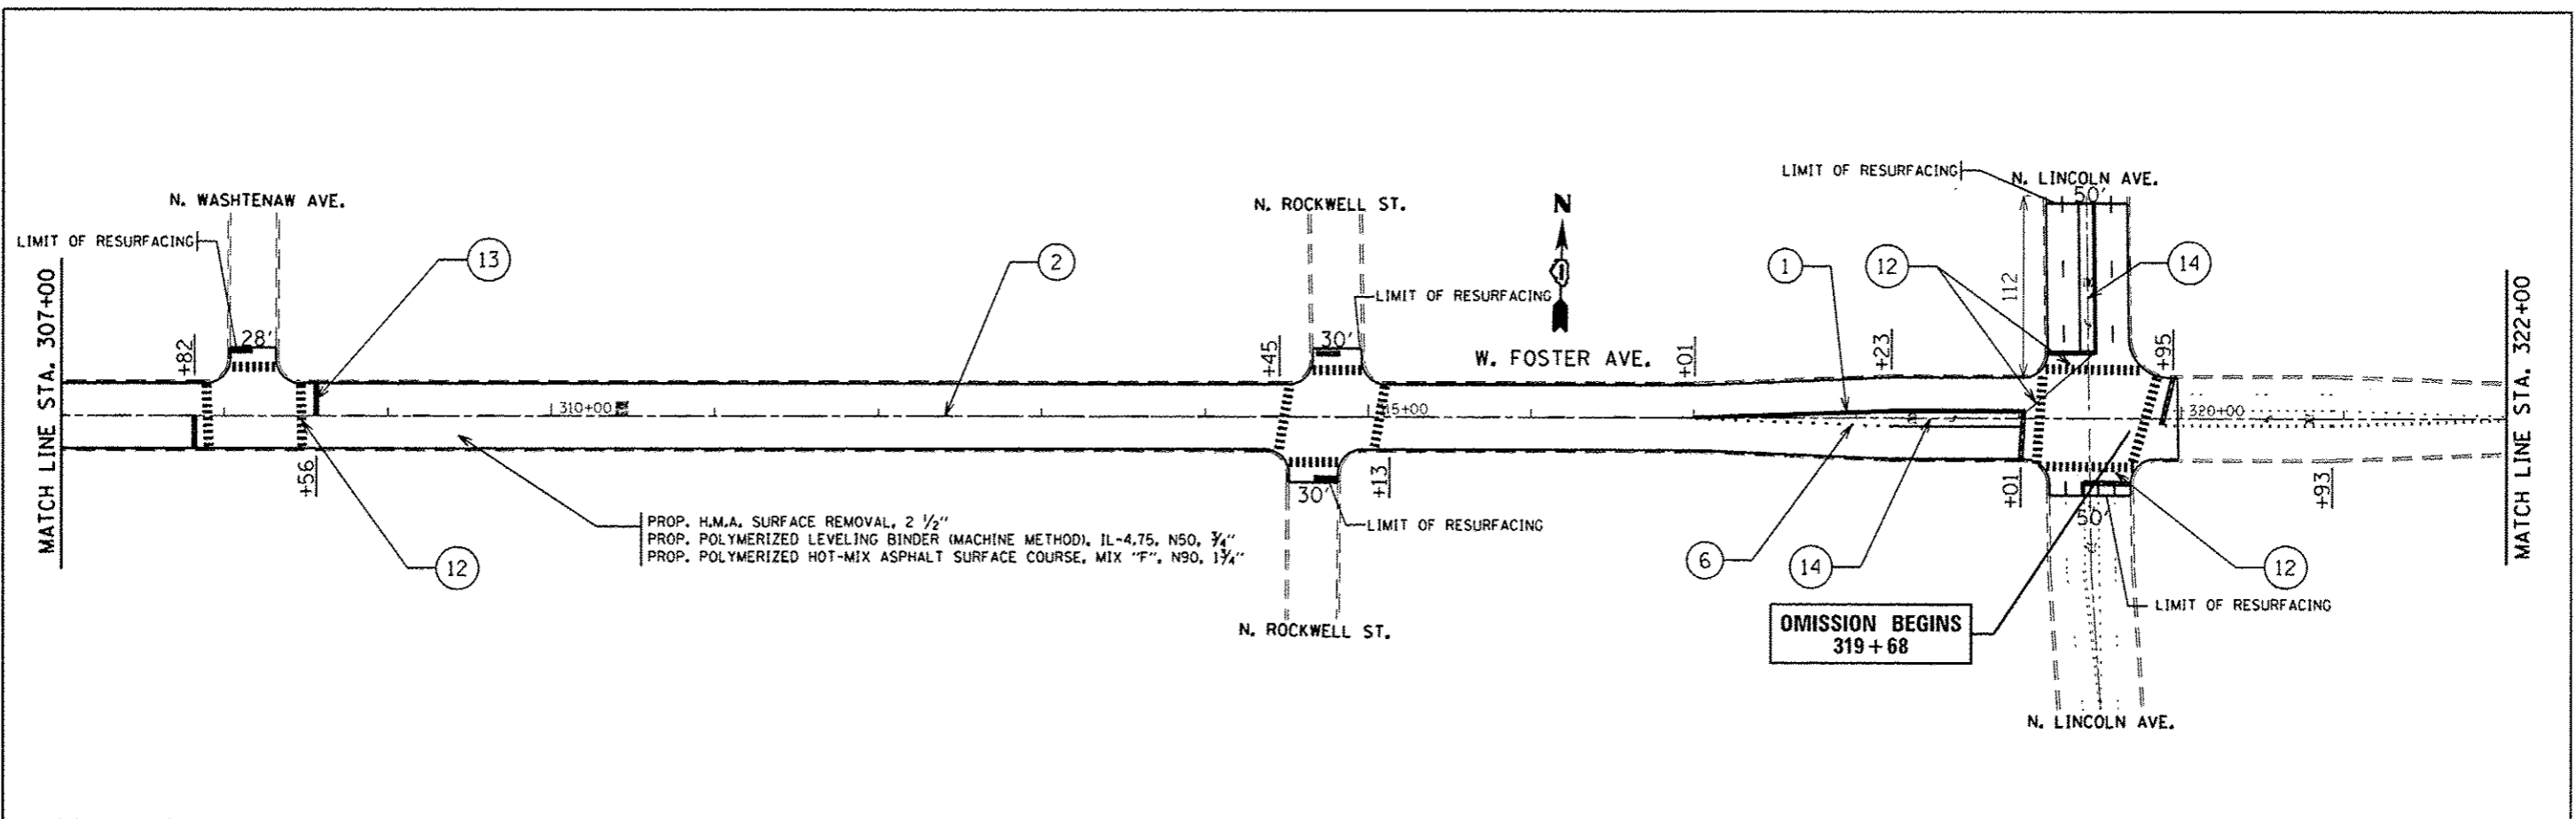 MATCH LINE STA. 307+00
LIMIT OF RESURFACING
N. WASHTENAW AVE.
28'
+82
+56
13
12
2
310+00
PROP. H.M.A. SURFACE REMOVAL, 2 1/2"
PROP. POLYMERIZED LEVELING BINDER (MACHINE METHOD), IL-4.75, N50, 3/4"
PROP. POLYMERIZED HOT-MIX ASPHALT SURFACE COURSE, MIX "F", N90, 1 3/4"
N. ROCKWELL ST.
LIMIT OF RESURFACING
30'
+45
+13
15+00
30'
LIMIT OF RESURFACING
N. ROCKWELL ST.
N
W. FOSTER AVE.
+01
+23
1
12
6
14
LIMIT OF RESURFACING
N. LINCOLN AVE.
50'
112
14
+95
+01
320+00
+93
50'
12
LIMIT OF RESURFACING
OMISSION BEGINS
319+68
N. LINCOLN AVE.
MATCH LINE STA. 322+00